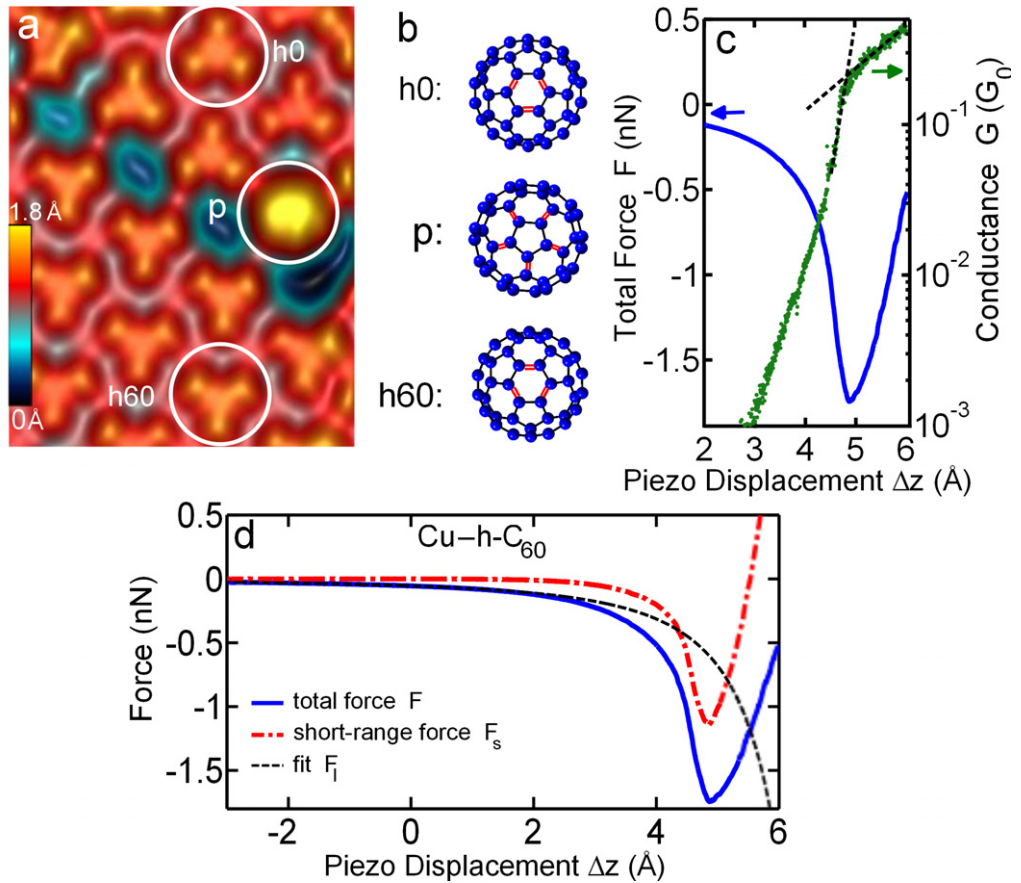 a
h0
p
1.8 Å
0 Å
h60
b
h0:
p:
h60:
c
Total Force F (nN)
0.5
0
-0.5
-1
-1.5
10⁻¹
10⁻²
10⁻³
Conductance G (G₀)
2 3 4 5 6
Piezo Displacement Δz (Å)
d
Cu–h-C₆₀
Force (nN)
0.5
0
-0.5
-1
-1.5
total force F
short-range force Fₛ
fit Fₗ
-2 0 2 4 6
Piezo Displacement Δz (Å)